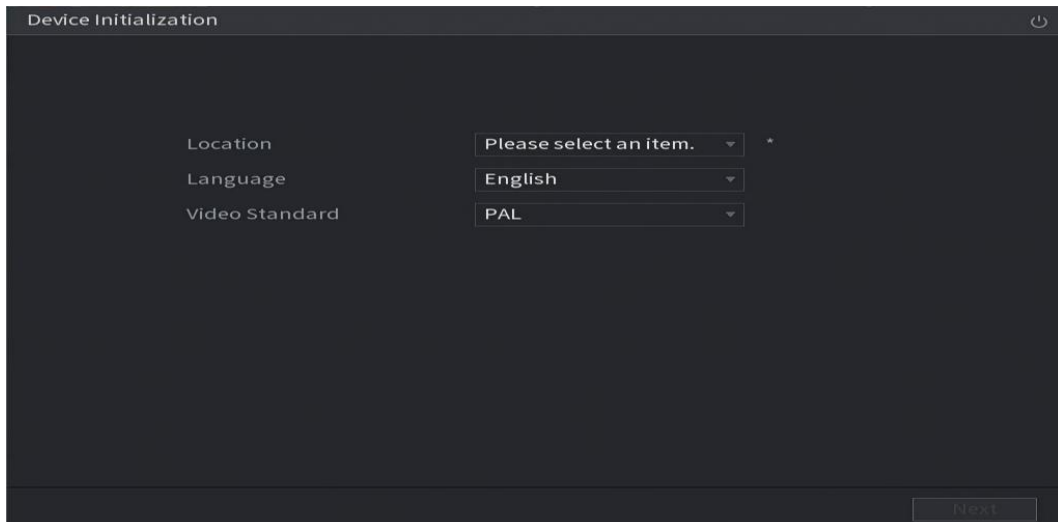 Device Initialization
Location Please select an item. *
Language English
Video Standard PAL
Next